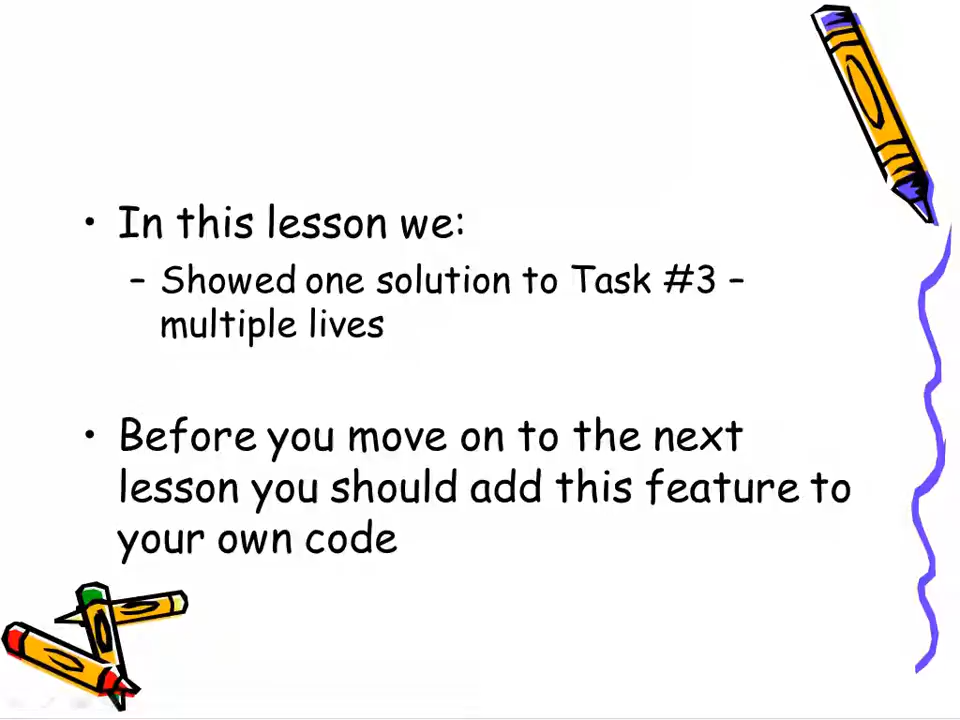 • In this lesson we:
– Showed one solution to Task #3 –
multiple lives
• Before you move on to the next
lesson you should add this feature to
your own code